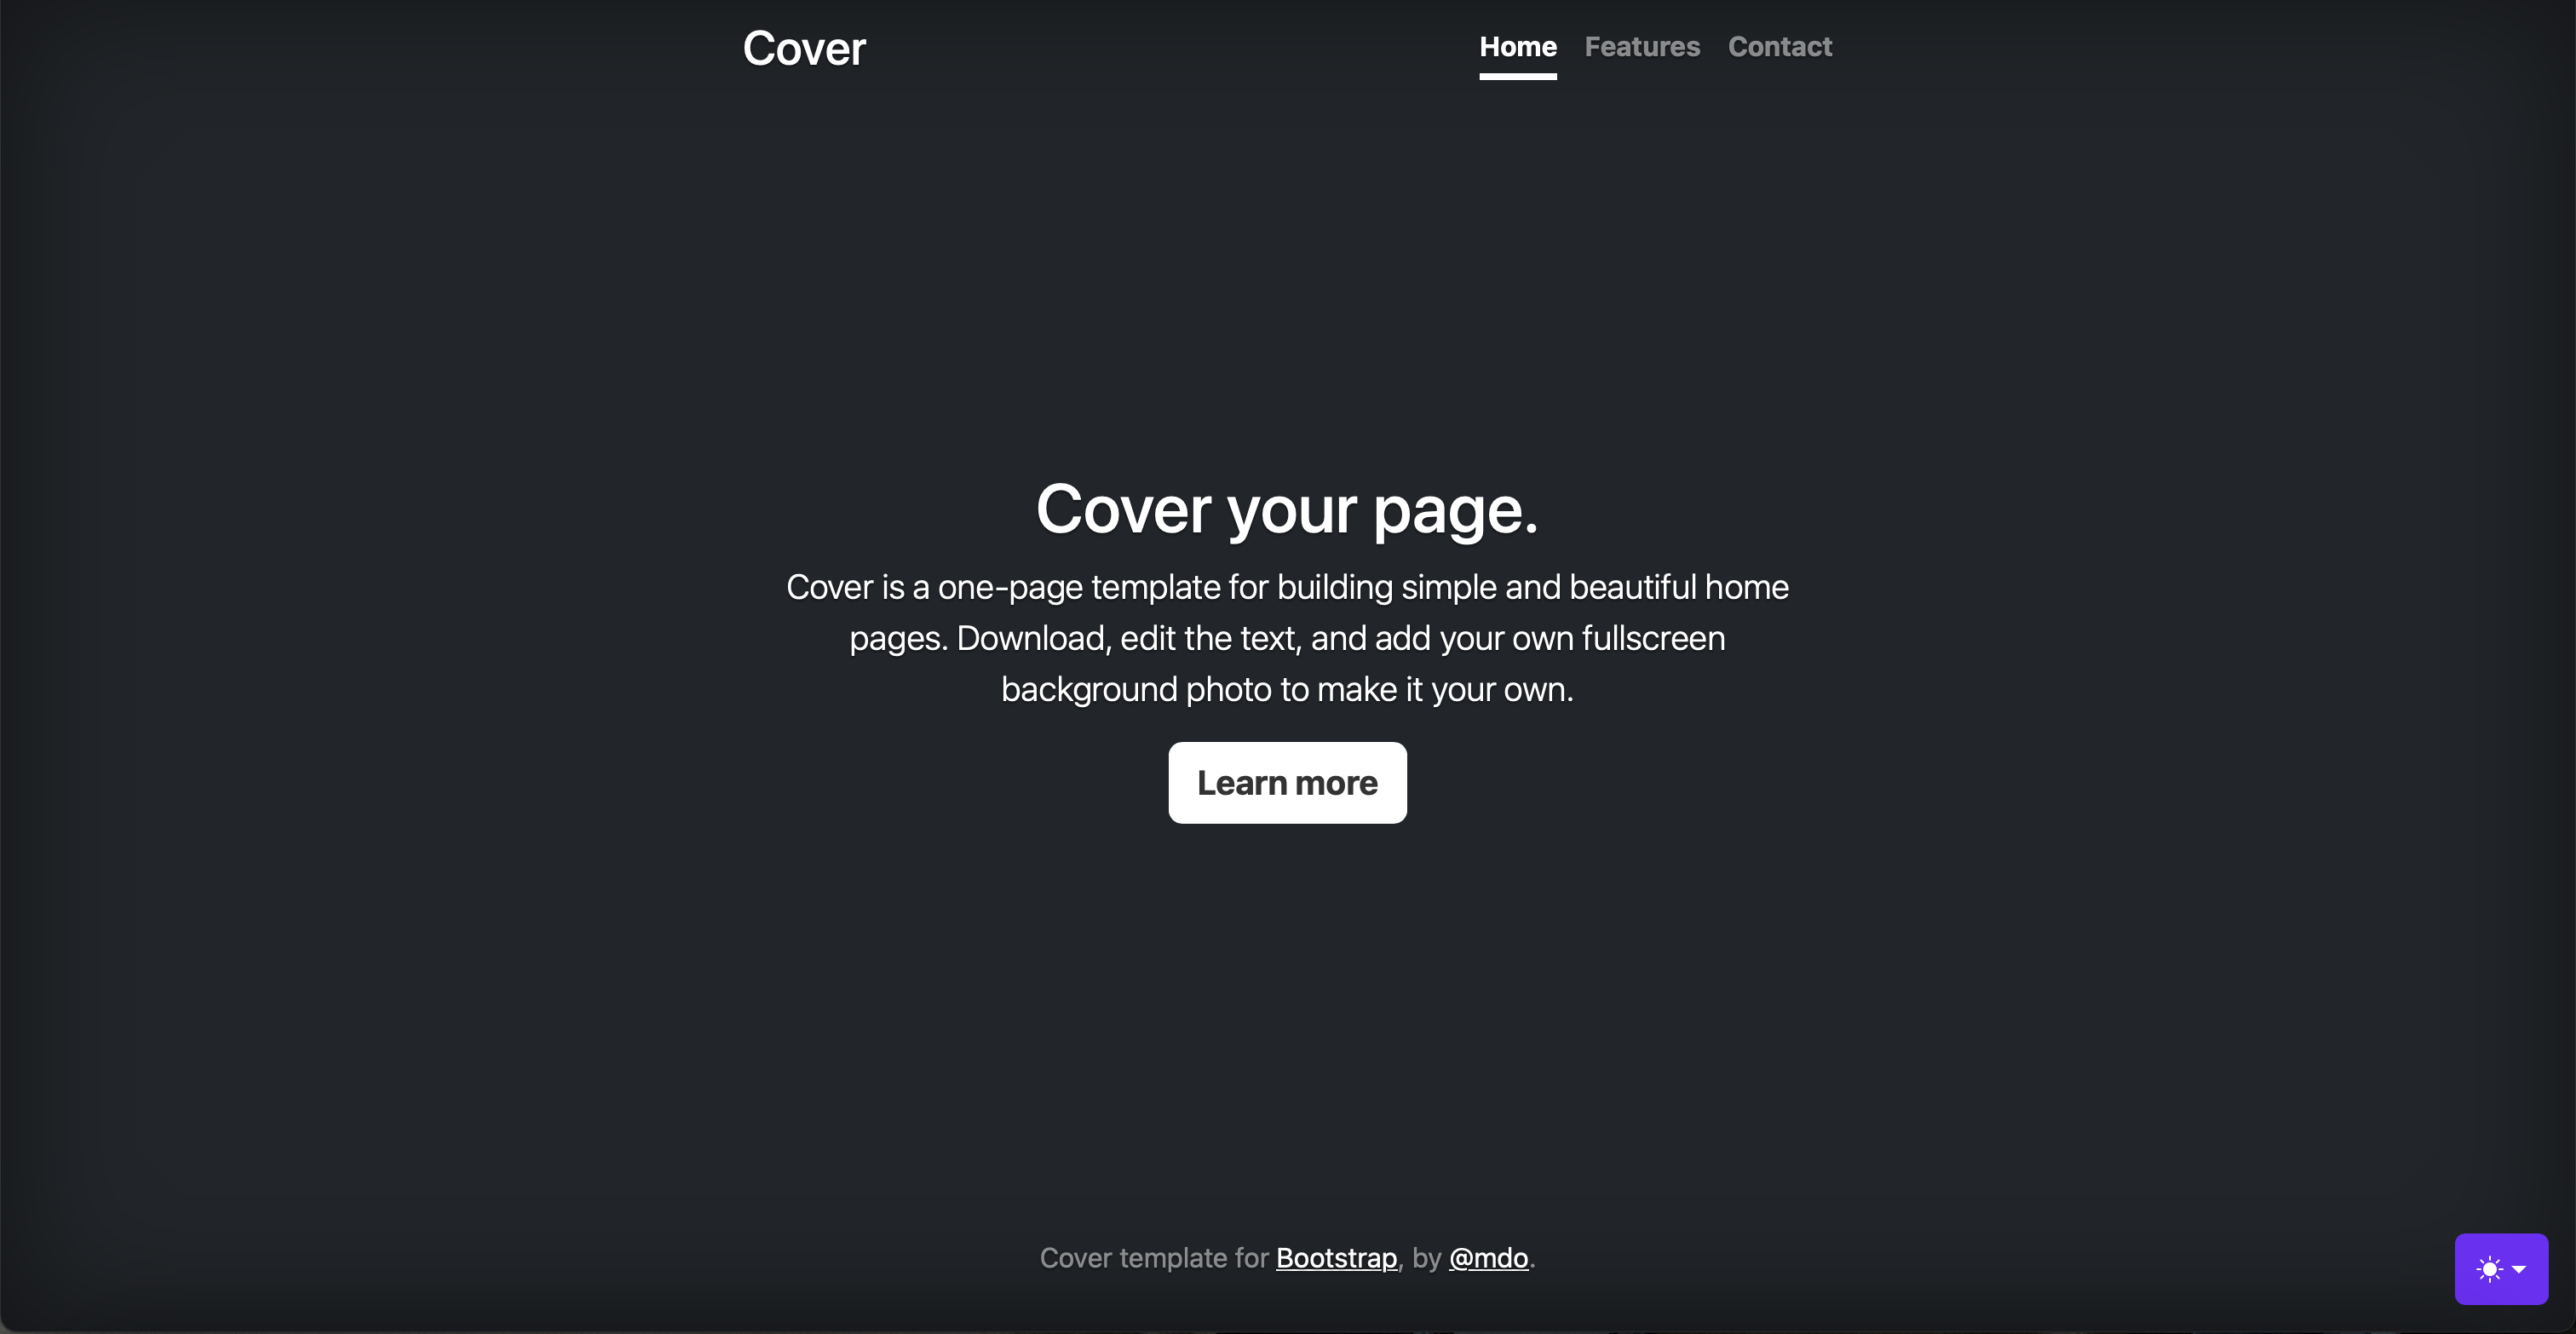 Cover
Home Features Contact
Cover your page.
Cover is a one-page template for building simple and beautiful home
pages. Download, edit the text, and add your own fullscreen
background photo to make it your own.
Learn more
Cover template for Bootstrap, by @mdo.